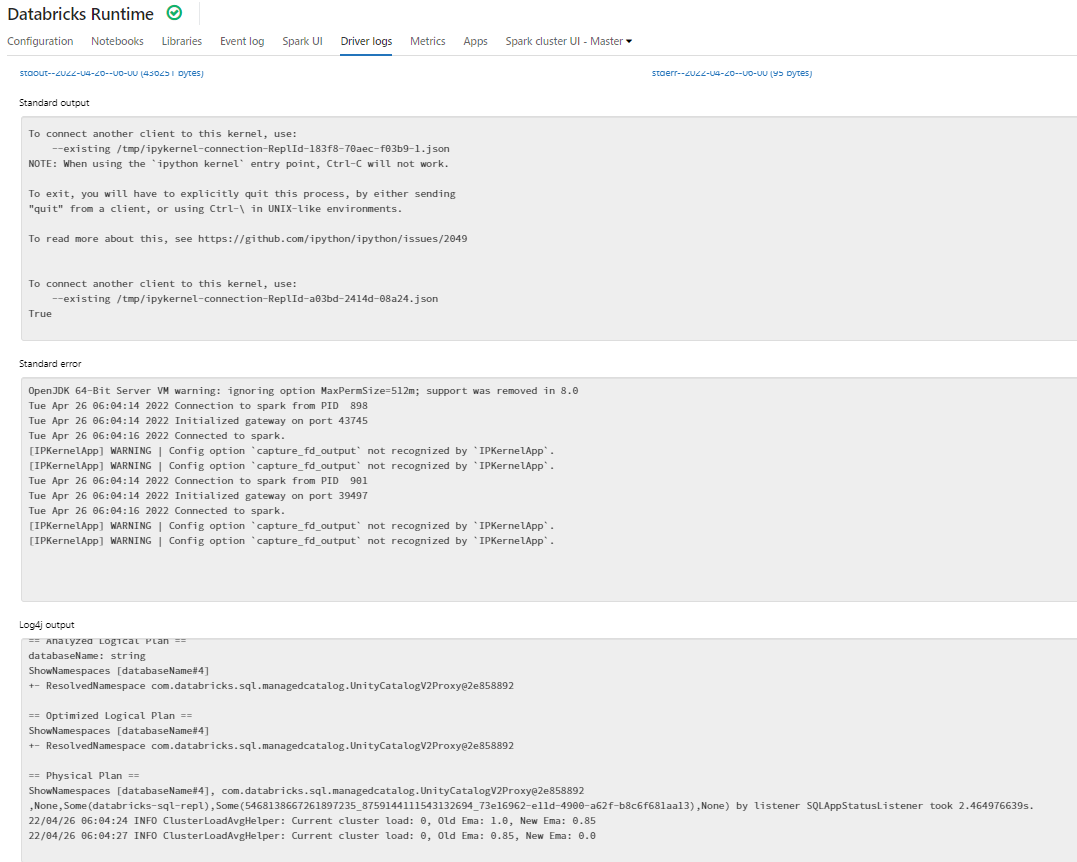 Databricks Runtime
Configuration Notebooks Libraries Event log Spark UI Driver logs Metrics Apps Spark cluster UI - Master
stdout--2022-04-26--06-00 (436251 bytes) stderr--2022-04-26--06-00 (95 bytes)
Standard output
To connect another client to this kernel, use:
--existing /tmp/ipykernel-connection-ReplId-183f8-70aec-f03b9-1.json
NOTE: When using the `ipython kernel` entry point, Ctrl-C will not work.
To exit, you will have to explicitly quit this process, by either sending
"quit" from a client, or using Ctrl-\ in UNIX-like environments.
To read more about this, see https://github.com/ipython/ipython/issues/2049
To connect another client to this kernel, use:
--existing /tmp/ipykernel-connection-ReplId-a03bd-2414d-08a24.json
True
Standard error
OpenJDK 64-Bit Server VM warning: ignoring option MaxPermSize=512m; support was removed in 8.0
Tue Apr 26 06:04:14 2022 Connection to spark from PID  898
Tue Apr 26 06:04:14 2022 Initialized gateway on port 43745
Tue Apr 26 06:04:16 2022 Connected to spark.
[IPKernelApp] WARNING | Config option `capture_fd_output` not recognized by `IPKernelApp`.
[IPKernelApp] WARNING | Config option `capture_fd_output` not recognized by `IPKernelApp`.
Tue Apr 26 06:04:14 2022 Connection to spark from PID  901
Tue Apr 26 06:04:14 2022 Initialized gateway on port 39497
Tue Apr 26 06:04:16 2022 Connected to spark.
[IPKernelApp] WARNING | Config option `capture_fd_output` not recognized by `IPKernelApp`.
[IPKernelApp] WARNING | Config option `capture_fd_output` not recognized by `IPKernelApp`.
Log4j output
== Analyzed Logical Plan ==
databaseName: string
ShowNamespaces [databaseName#4]
+- ResolvedNamespace com.databricks.sql.managedcatalog.UnityCatalogV2Proxy@2e858892
== Optimized Logical Plan ==
ShowNamespaces [databaseName#4]
+- ResolvedNamespace com.databricks.sql.managedcatalog.UnityCatalogV2Proxy@2e858892
== Physical Plan ==
ShowNamespaces [databaseName#4], com.databricks.sql.managedcatalog.UnityCatalogV2Proxy@2e858892
,None,Some(databricks-sql-repl),Some(5468138667261897235_8759144111543132694_73e16962-e11d-4900-a62f-b8c6f681aa13),None) by listener SQLAppStatusListener took 2.464976639s.
22/04/26 06:04:24 INFO ClusterLoadAvgHelper: Current cluster load: 0, Old Ema: 1.0, New Ema: 0.85
22/04/26 06:04:27 INFO ClusterLoadAvgHelper: Current cluster load: 0, Old Ema: 0.85, New Ema: 0.0